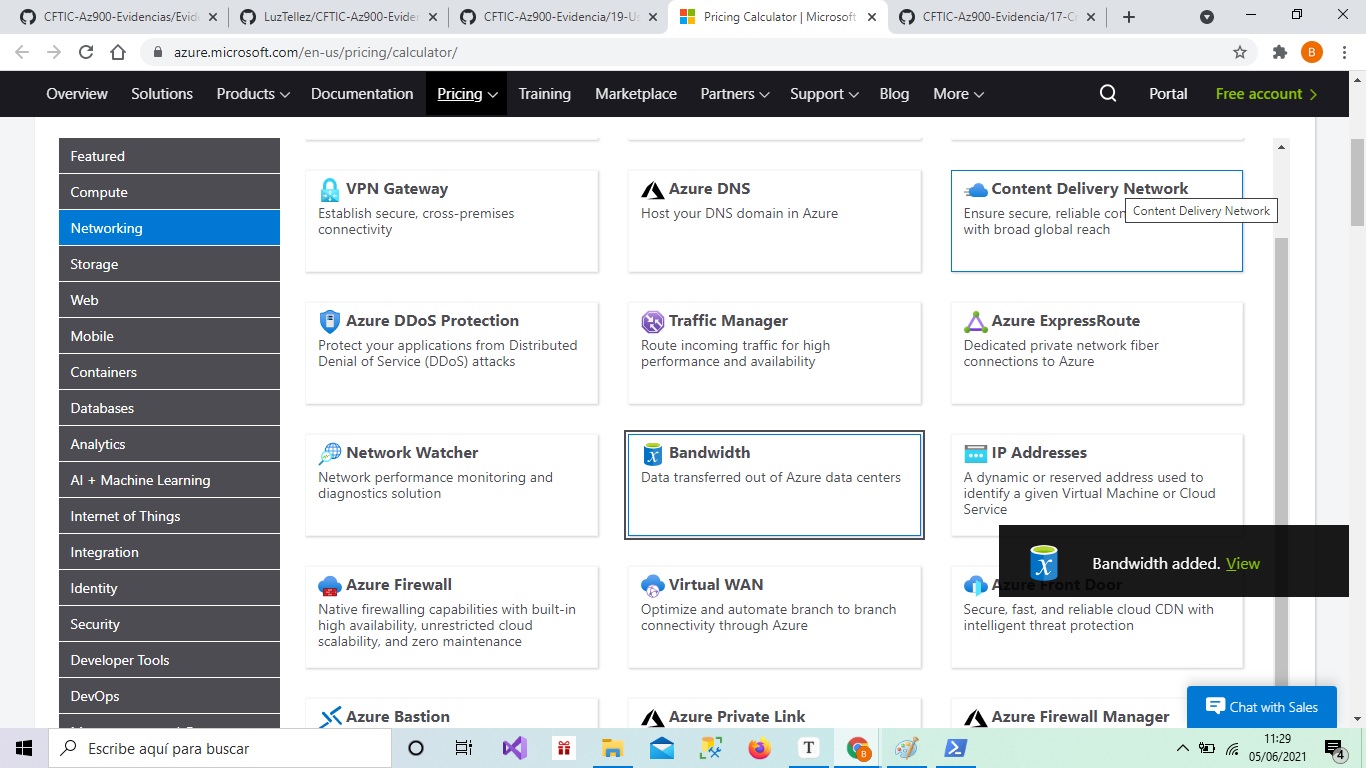 CFTIC-Az900-Evidencias/Evid
LuzTellez/CFTIC-Az900-Eviden
CFTIC-Az900-Evidencia/19-U
Pricing Calculator | Microsoft
CFTIC-Az900-Evidencia/17-C
azure.microsoft.com/en-us/pricing/calculator/
B
Overview Solutions Products Documentation Pricing Training Marketplace Partners Support Blog More Portal Free account
Featured
Compute
Networking
Storage
Web
Mobile
Containers
Databases
Analytics
AI + Machine Learning
Internet of Things
Integration
Identity
Security
Developer Tools
DevOps
VPN Gateway
Establish secure, cross-premises
connectivity
Azure DNS
Host your DNS domain in Azure
Content Delivery Network
Ensure secure, reliable
with broad global reach
Content Delivery Network
Azure DDoS Protection
Protect your applications from Distributed
Denial of Service (DDoS) attacks
Traffic Manager
Route incoming traffic for high
performance and availability
Azure ExpressRoute
Dedicated private network fiber
connections to Azure
Network Watcher
Network performance monitoring and
diagnostics solution
Bandwidth
Data transferred out of Azure data centers
IP Addresses
A dynamic or reserved address used to
identify a given Virtual Machine or Cloud
Service
Bandwidth added. View
Azure Firewall
Native firewalling capabilities with built-in
high availability, unrestricted cloud
scalability, and zero maintenance
Virtual WAN
Optimize and automate branch to branch
connectivity through Azure
Azure Front Door
Secure, fast, and reliable cloud CDN with
intelligent threat protection
Azure Bastion
Azure Private Link
Azure Firewall Manager
Chat with Sales
Escribe aquí para buscar
T
B
11:29
05/06/2021
4